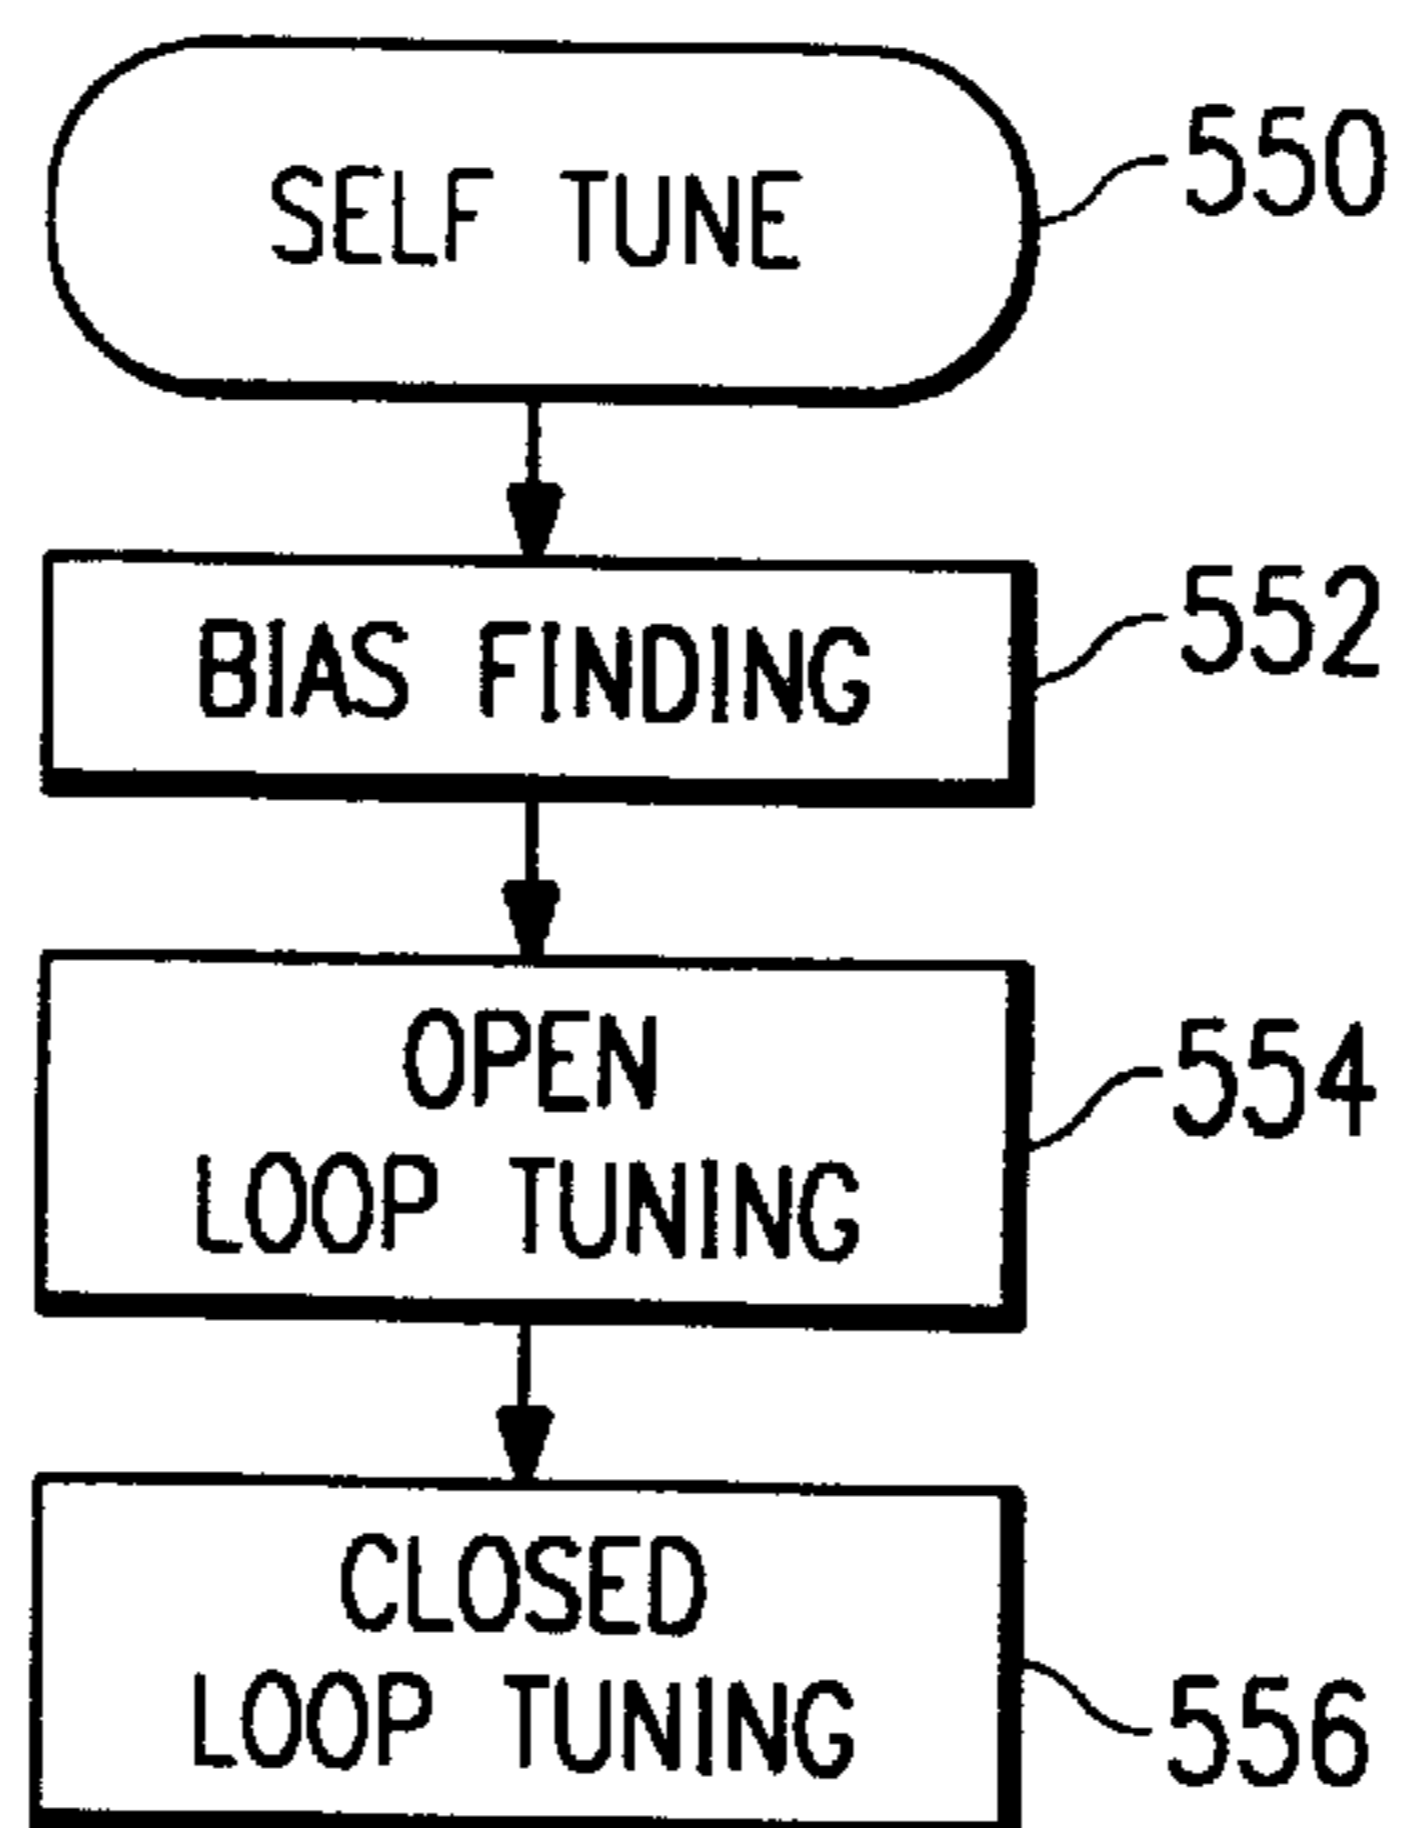 SELF TUNE
550
BIAS FINDING
552
OPEN
LOOP TUNING
554
CLOSED
LOOP TUNING
556